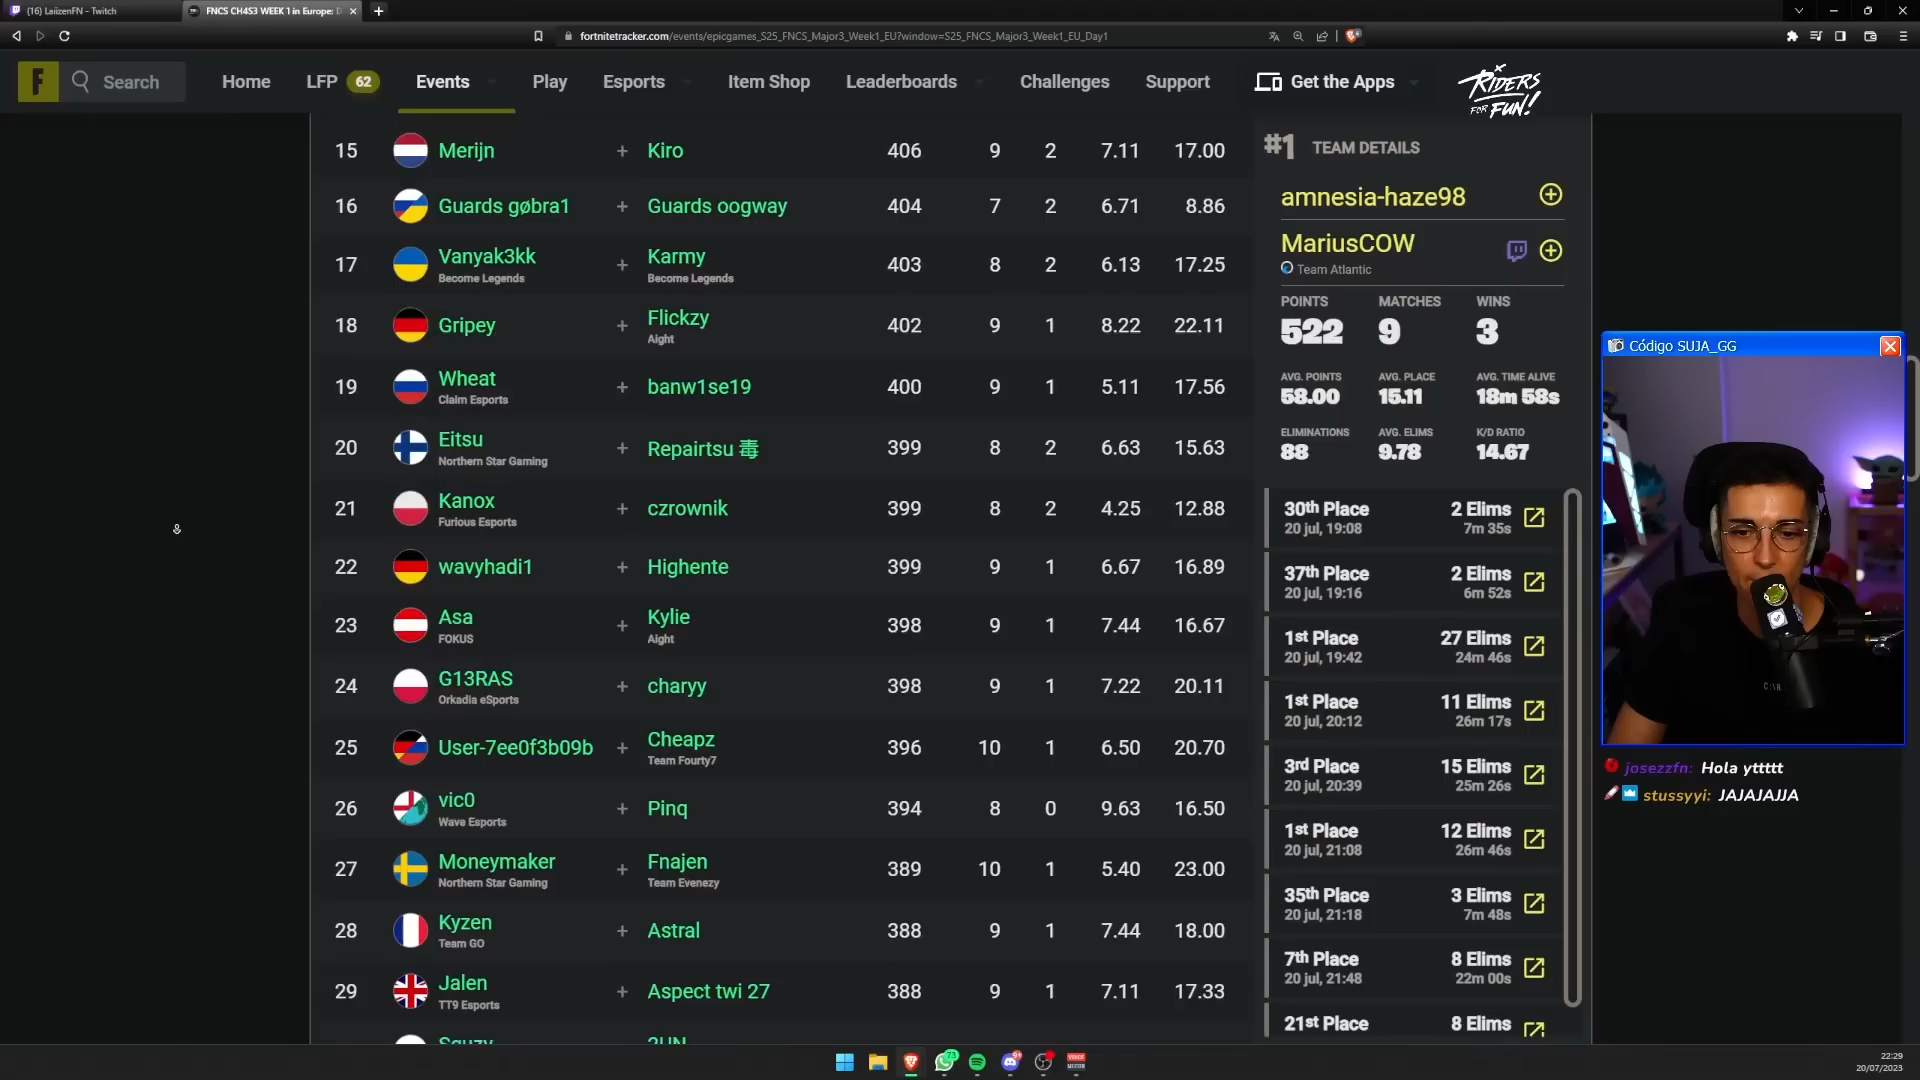 (16) LaiizenFN - Twitch
FNCS CH4S3 WEEK 1 in Europe: D
fortnitetracker.com/events/epicgames_S25_FNCS_Major3_Week1_EU?window=S25_FNCS_Major3_Week1_EU_Day1
Search
Home
LFP 62
Events
Play
Esports
Item Shop
Leaderboards
Challenges
Support
Get the Apps
RIDERS FOR FUN!
15 Merijn + Kiro 406 9 2 7.11 17.00
16 Guards gøbra1 + Guards oogway 404 7 2 6.71 8.86
17 Vanyak3kk + Karmy 403 8 2 6.13 17.25
Become Legends Become Legends
18 Gripey + Flickzy 402 9 1 8.22 22.11
Aight
19 Wheat + banw1se19 400 9 1 5.11 17.56
Claim Esports
20 Eitsu + Repairtsu 毒 399 8 2 6.63 15.63
Northern Star Gaming
21 Kanox + czrownik 399 8 2 4.25 12.88
Furious Esports
22 wavyhadi1 + Highente 399 9 1 6.67 16.89
23 Asa + Kylie 398 9 1 7.44 16.67
FOKUS Aight
24 G13RAS + charyy 398 9 1 7.22 20.11
Orkadia eSports
25 User-7ee0f3b09b + Cheapz 396 10 1 6.50 20.70
Team Fourty7
26 vic0 + Pinq 394 8 0 9.63 16.50
Wave Esports
27 Moneymaker + Fnajen 389 10 1 5.40 23.00
Northern Star Gaming Team Evenezy
28 Kyzen + Astral 388 9 1 7.44 18.00
Team GO
29 Jalen + Aspect twi 27 388 9 1 7.11 17.33
TT9 Esports
#1 TEAM DETAILS
amnesia-haze98
MariusCOW
Team Atlantic
POINTS MATCHES WINS
522 9 3
AVG. POINTS AVG. PLACE AVG. TIME ALIVE
58.00 15.11 18m 58s
ELIMINATIONS AVG. ELIMS K/D RATIO
88 9.78 14.67
30th Place 2 Elims
20 jul, 19:08 7m 35s
37th Place 2 Elims
20 jul, 19:16 6m 52s
1st Place 27 Elims
20 jul, 19:42 24m 46s
1st Place 11 Elims
20 jul, 20:12 26m 17s
3rd Place 15 Elims
20 jul, 20:39 25m 26s
1st Place 12 Elims
20 jul, 21:08 26m 46s
35th Place 3 Elims
20 jul, 21:18 7m 48s
7th Place 8 Elims
20 jul, 21:48 22m 00s
21st Place 8 Elims
Código SUJA_GG
josezzfn: Hola yttttt
stussyyi: JAJAJAJJA
22:29
20/07/2023